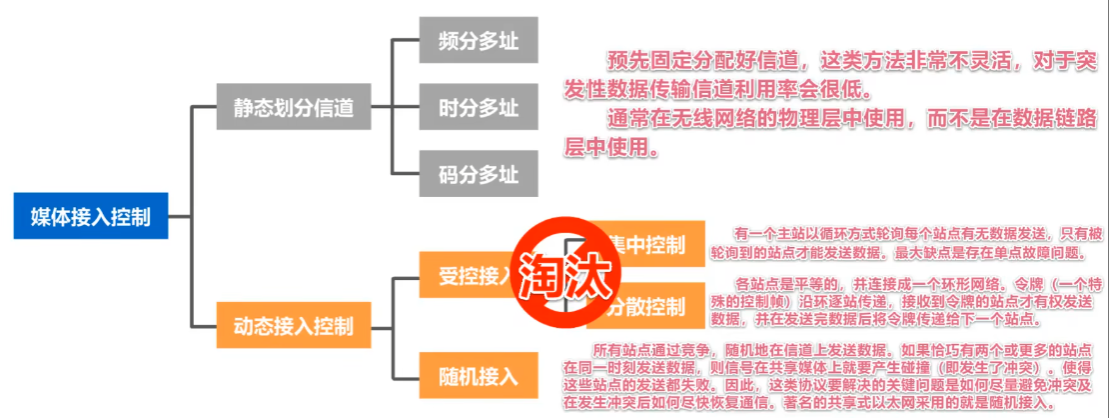 频分多址
静态划分信道
时分多址
码分多址
预先固定分配好信道，这类方法非常不灵活，对于突
发性数据传输信道利用率会很低。
通常在无线网络的物理层中使用，而不是在数据链路
层中使用。
媒体接入控制
动态接入控制
受控接入
淘汰
集中控制
有一个主站以循环方式轮询每个站点有无数据发送，只有被
轮询到的站点才能发送数据。最大缺点是存在单点故障问题。
分散控制
各站点是平等的，并连接成一个环形网络。令牌（一个特
殊的控制帧）沿环逐站传递，接收到令牌的站点才有权发送
数据，并在发送完数据后将令牌传递给下一个站点。
随机接入
所有站点通过竞争，随机地在信道上发送数据。如果恰巧有两个或更多的站点
在同一时刻发送数据，则信号在共享媒体上就要产生碰撞（即发生了冲突）。使得
这些站点的发送都失败。因此，这类协议要解决的关键问题是如何尽量避免冲突及
在发生冲突后如何尽快恢复通信。著名的共享式以太网采用的就是随机接入。